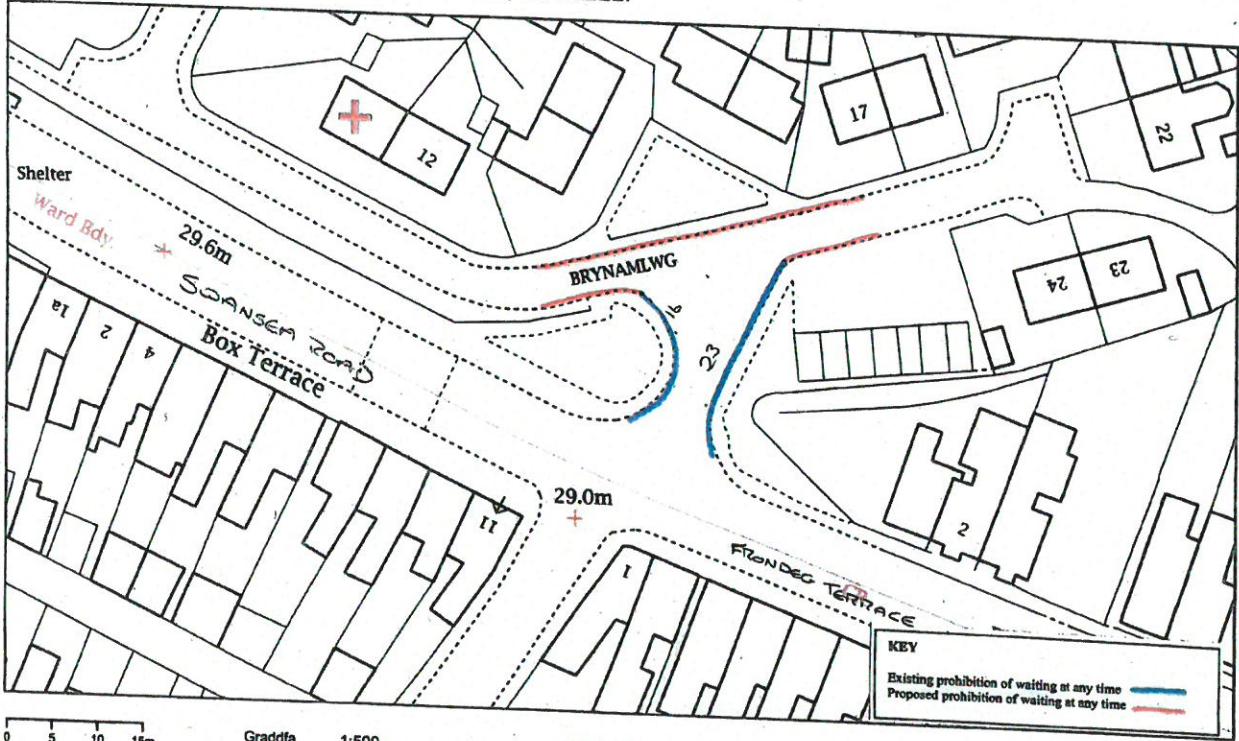 17
22
12
Shelter
Ward Bdy.
29.6m
BRYNAMLWG
24
23
16
23
SWANSEA ROAD
Box Terrace
1a
2
4
11
29.0m
2
1
FRONDEG TERRACE
KEY
Existing prohibition of waiting at any time
Proposed prohibition of waiting at any time
0 5 10 15m
Graddfa 1:500